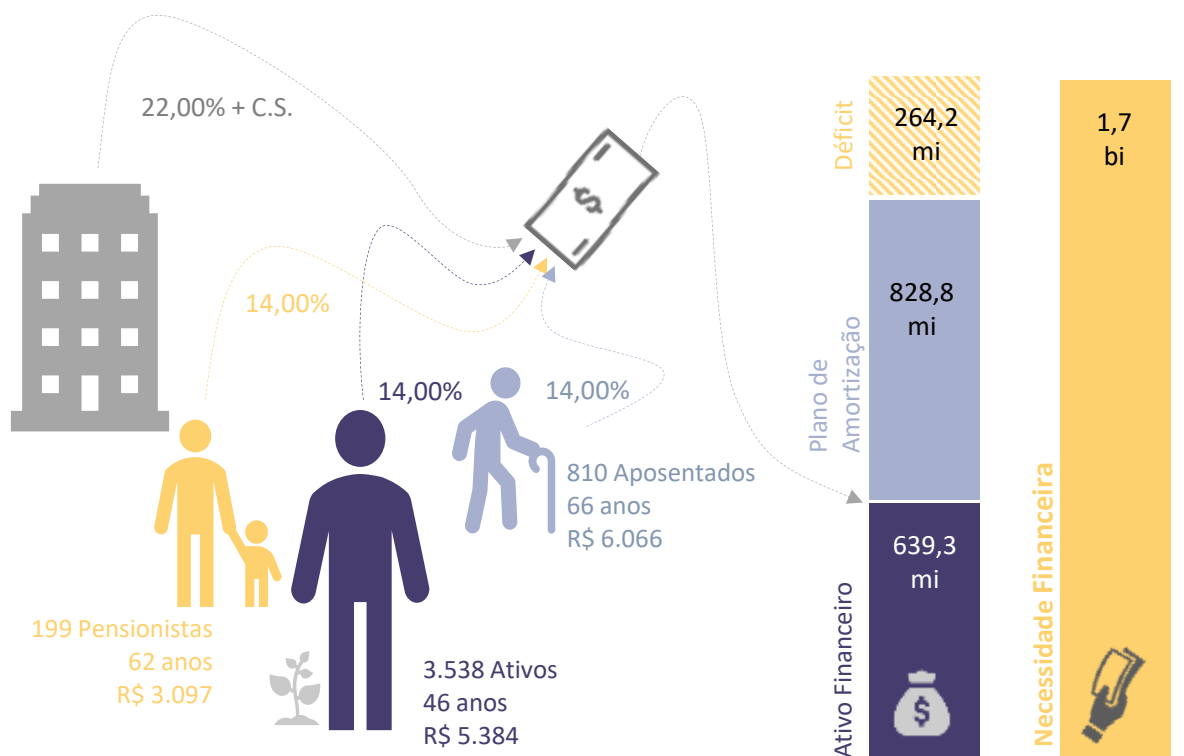 22,00% + C.S.
14,00%
14,00%
14,00%
199 Pensionistas
62 anos
R$ 3.097
3.538 Ativos
46 anos
R$ 5.384
810 Aposentados
66 anos
R$ 6.066
$
Déficit
264,2
mi
Plano de
Amortização
828,8
mi
Ativo Financeiro
639,3
mi
$
Necessidade Financeira
1,7
bi